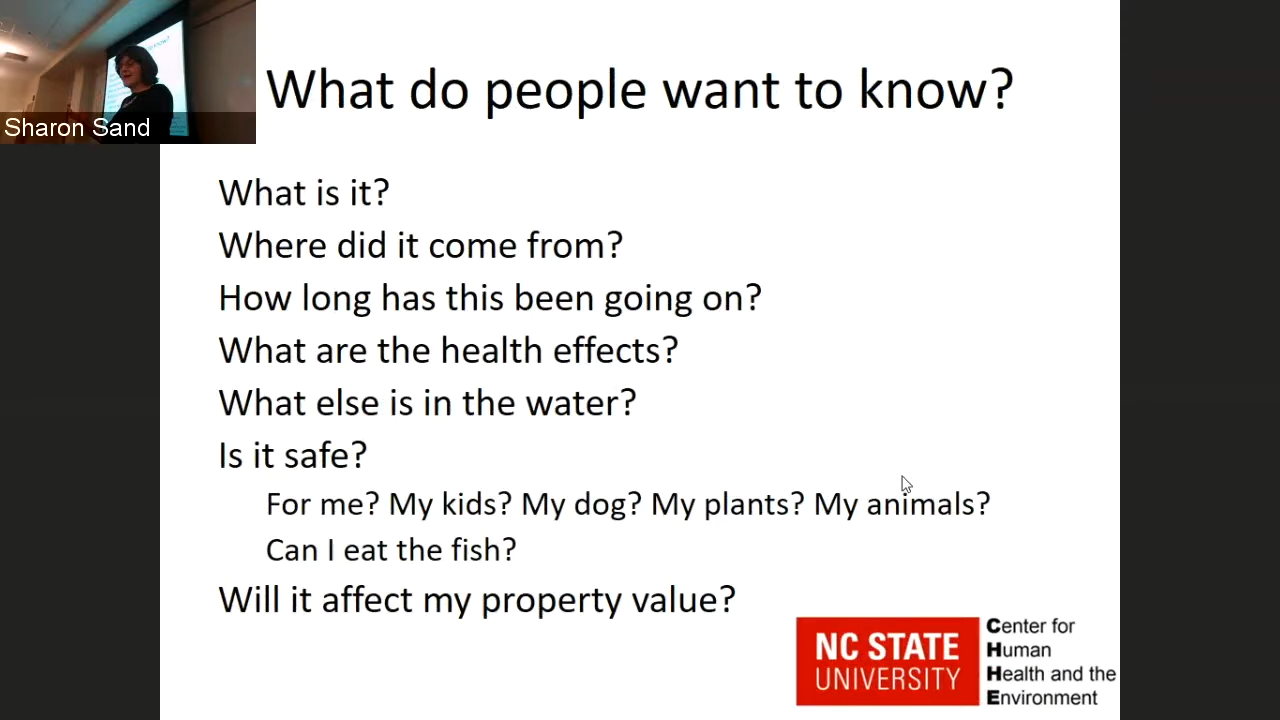 What do people want to know?
Sharon Sand
What is it?
Where did it come from?
How long has this been going on?
What are the health effects?
What else is in the water?
Is it safe?
For me? My kids? My dog? My plants? My animals?
Can I eat the fish?
Will it affect my property value?
NC STATE
UNIVERSITY
Center for
Human
Health and the
Environment